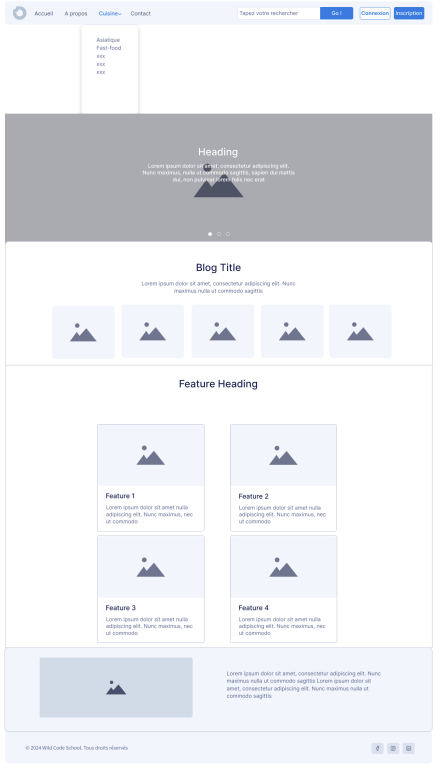 Accueil A propos Cuisine Contact Tapez votre rechercher Go ! Connexion Inscription
Asiatique
Fast-food
xxx
xxx
xxx
Heading
Lorem ipsum dolor sit amet, consectetur adipiscing elit.
Nunc maximus, nulla ut commodo sagittis, sapien dui mattis
dui, non pulvinar lorem felis nec erat
Blog Title
Lorem ipsum dolor sit amet, consectetur adipiscing elit. Nunc
maximus nulla ut commodo sagittis
Feature Heading
Feature 1
Lorem ipsum dolor sit amet nulla
adipiscing elit. Nunc maximus, nec
ut commodo
Feature 2
Lorem ipsum dolor sit amet nulla
adipiscing elit. Nunc maximus, nec
ut commodo
Feature 3
Lorem ipsum dolor sit amet nulla
adipiscing elit. Nunc maximus, nec
ut commodo
Feature 4
Lorem ipsum dolor sit amet nulla
adipiscing elit. Nunc maximus, nec
ut commodo
Lorem ipsum dolor sit amet, consectetur adipiscing elit. Nunc
maximus, nulla ut commodo sagittis Lorem ipsum dolor sit
amet, consectetur adipiscing elit. Nunc maximus, nulla ut
commodo sagittis
© 2024 Wild Code School. Tous droits réservés